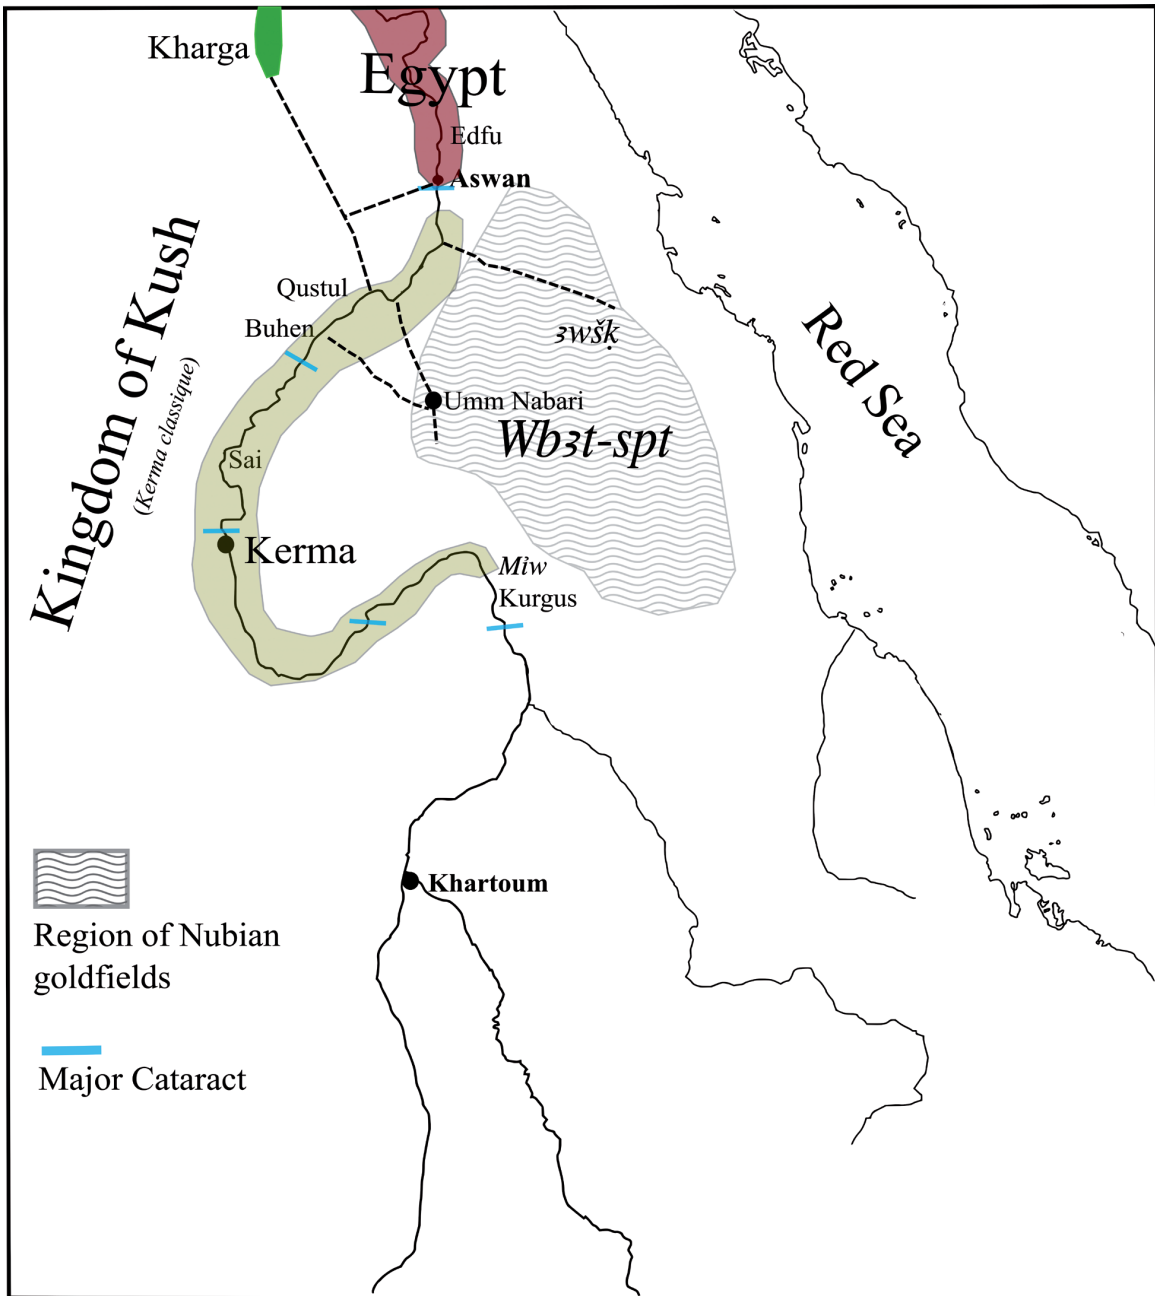 Kharga
Egypt
Edfu
Aswan
Kingdom of Kush
(Kerma classique)
Qustul
Buhen
ꜣwšḳ
Red Sea
Umm Nabari
Wbꜣt-spt
Sai
Kerma
Miw
Kurgus
Khartoum
Region of Nubian
goldfields
Major Cataract